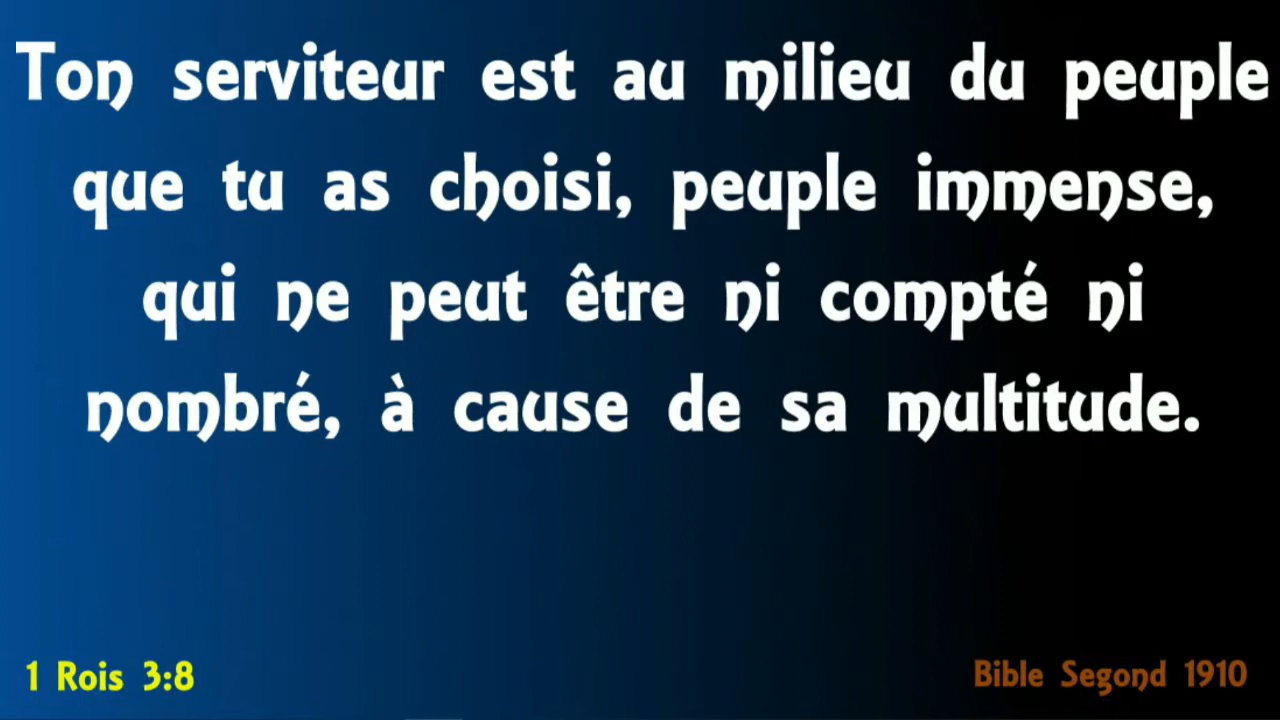 Ton serviteur est au milieu du peuple
que tu as choisi, peuple immense,
qui ne peut être ni compté ni
nombré, à cause de sa multitude.
1 Rois 3:8
Bible Segond 1910